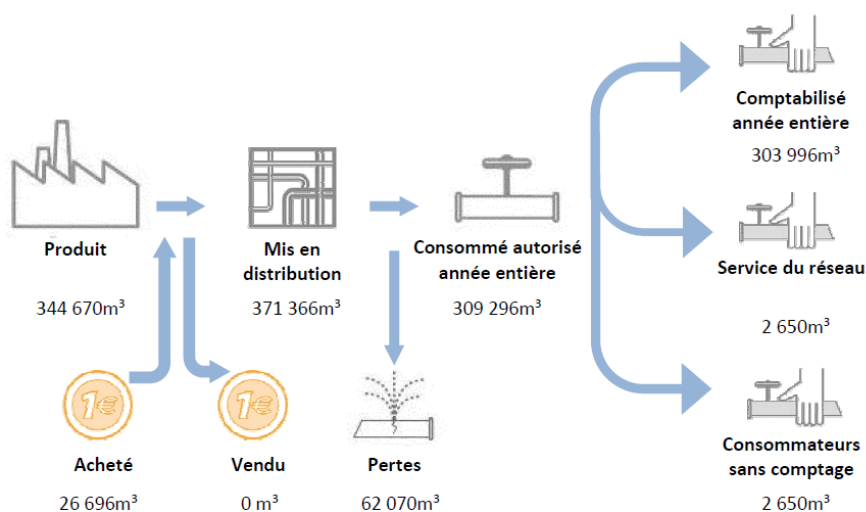 Comptabilisé
année entière
303 996m³
Produit
344 670m³
Mis en
distribution
371 366m³
Consommé autorisé
année entière
309 296m³
Service du réseau
2 650m³
1€
Acheté
26 696m³
1€
Vendu
0 m³
Pertes
62 070m³
Consommateurs
sans comptage
2 650m³